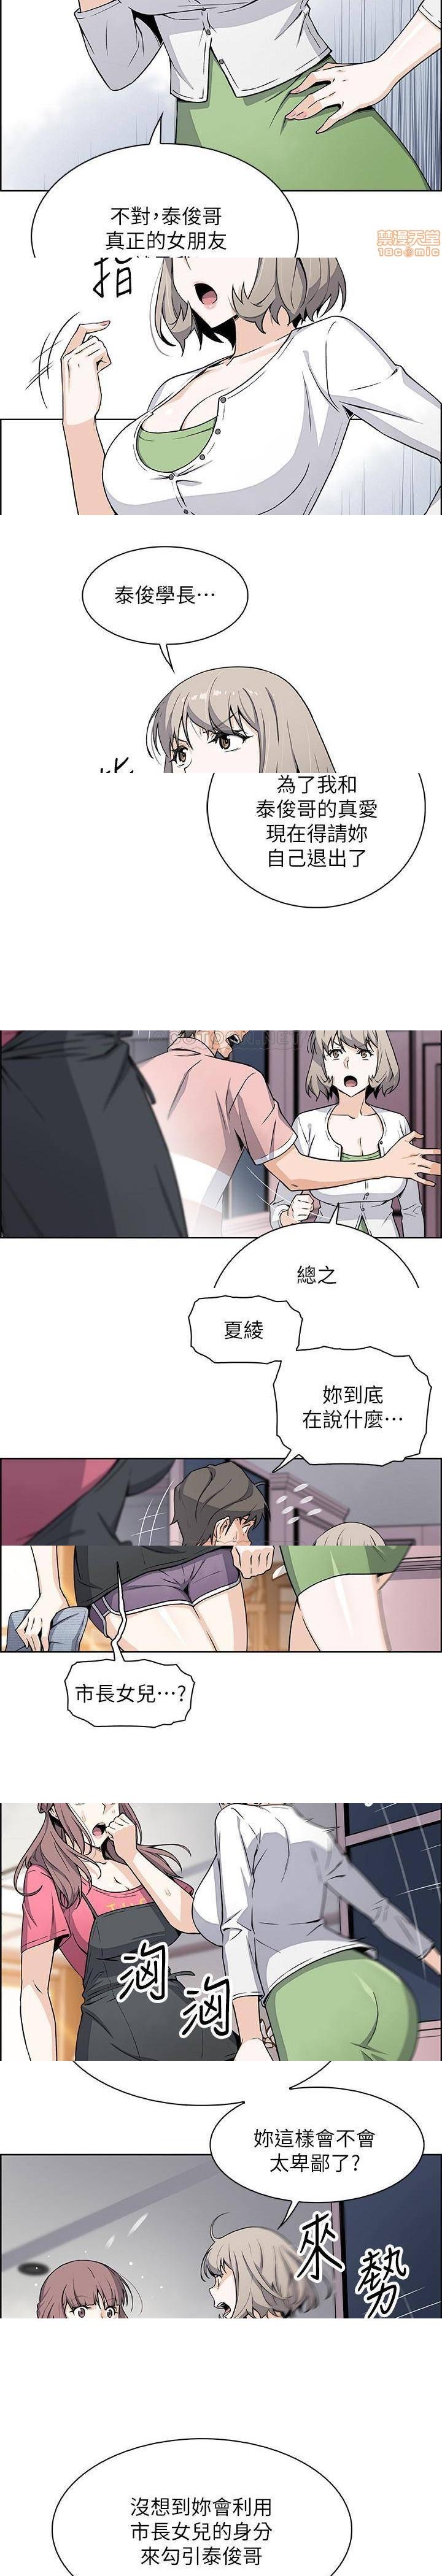 不對,泰俊哥
真正的女朋友
禁漫天堂
18comic
指
泰俊學長…
為了我和
泰俊哥的真愛
現在得請妳
自己退出了
總之
夏綾
妳到底
在說什麼…
市長女兒…?
洶
洶
妳這樣會不會
太卑鄙了?
來
勢
沒想到妳會利用
市長女兒的身分
來勾引泰俊哥